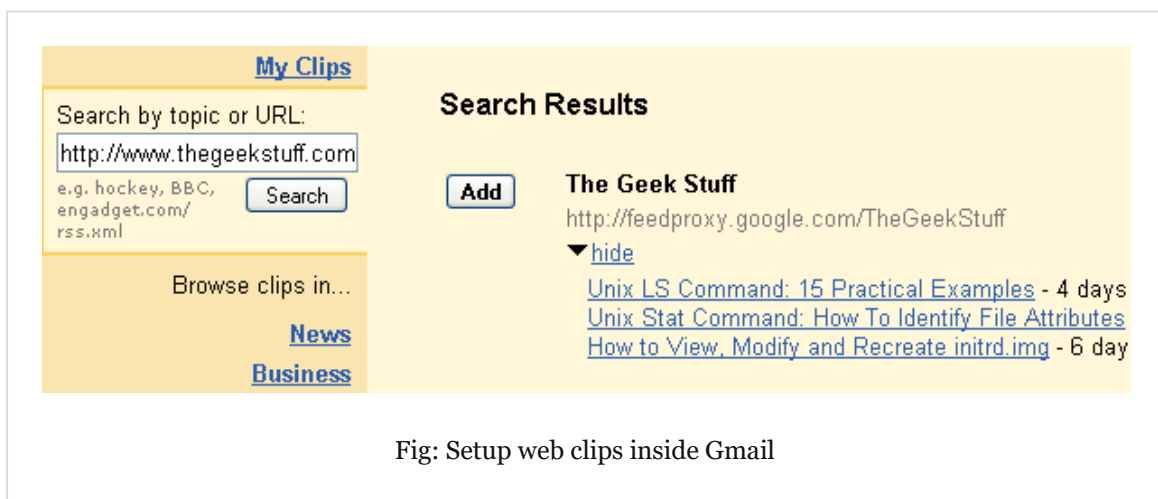 My Clips
Search by topic or URL:
http://www.thegeekstuff.com
e.g. hockey, BBC,
engadget.com/
rss.xml
Search
Browse clips in...
News
Business
Search Results
Add
The Geek Stuff
http://feedproxy.google.com/TheGeekStuff
hide
Unix LS Command: 15 Practical Examples - 4 days
Unix Stat Command: How To Identify File Attributes
How to View, Modify and Recreate initrd.img - 6 day
Fig: Setup web clips inside Gmail